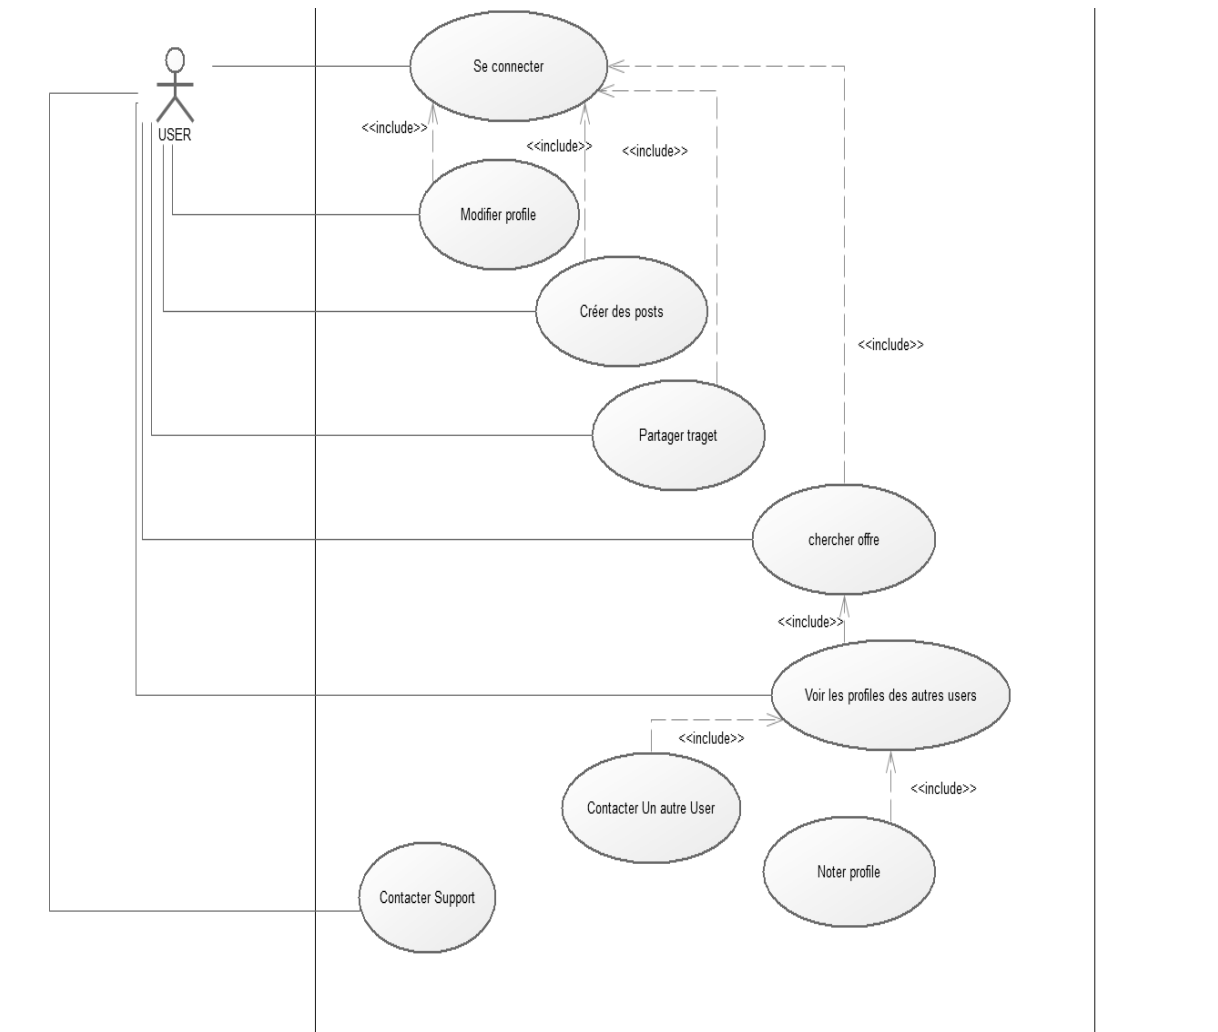 Se connecter
USER
<<include>>
<<include>>
<<include>>
Modifier profile
Créer des posts
<<include>>
Partager traget
chercher offre
<<include>>
Voir les profiles des autres users
<<include>>
<<include>>
Contacter Un autre User
Noter profile
Contacter Support